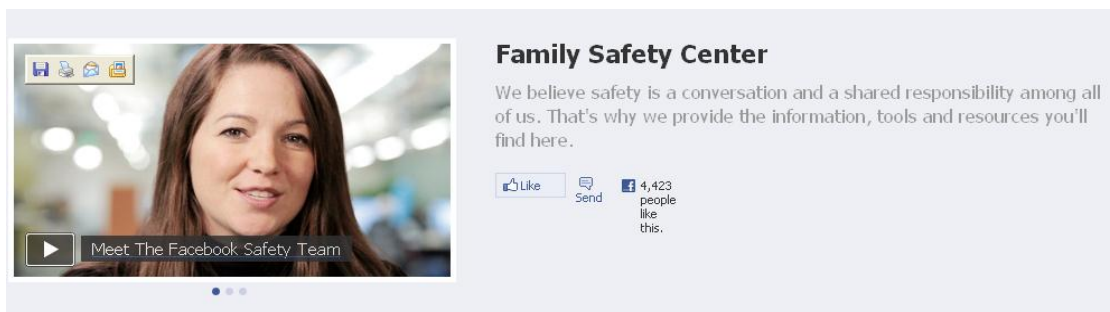 Family Safety Center
We believe safety is a conversation and a shared responsibility among all
of us. That's why we provide the information, tools and resources you'll
find here.
Like
Send
4,423
people
like
this.
Meet The Facebook Safety Team